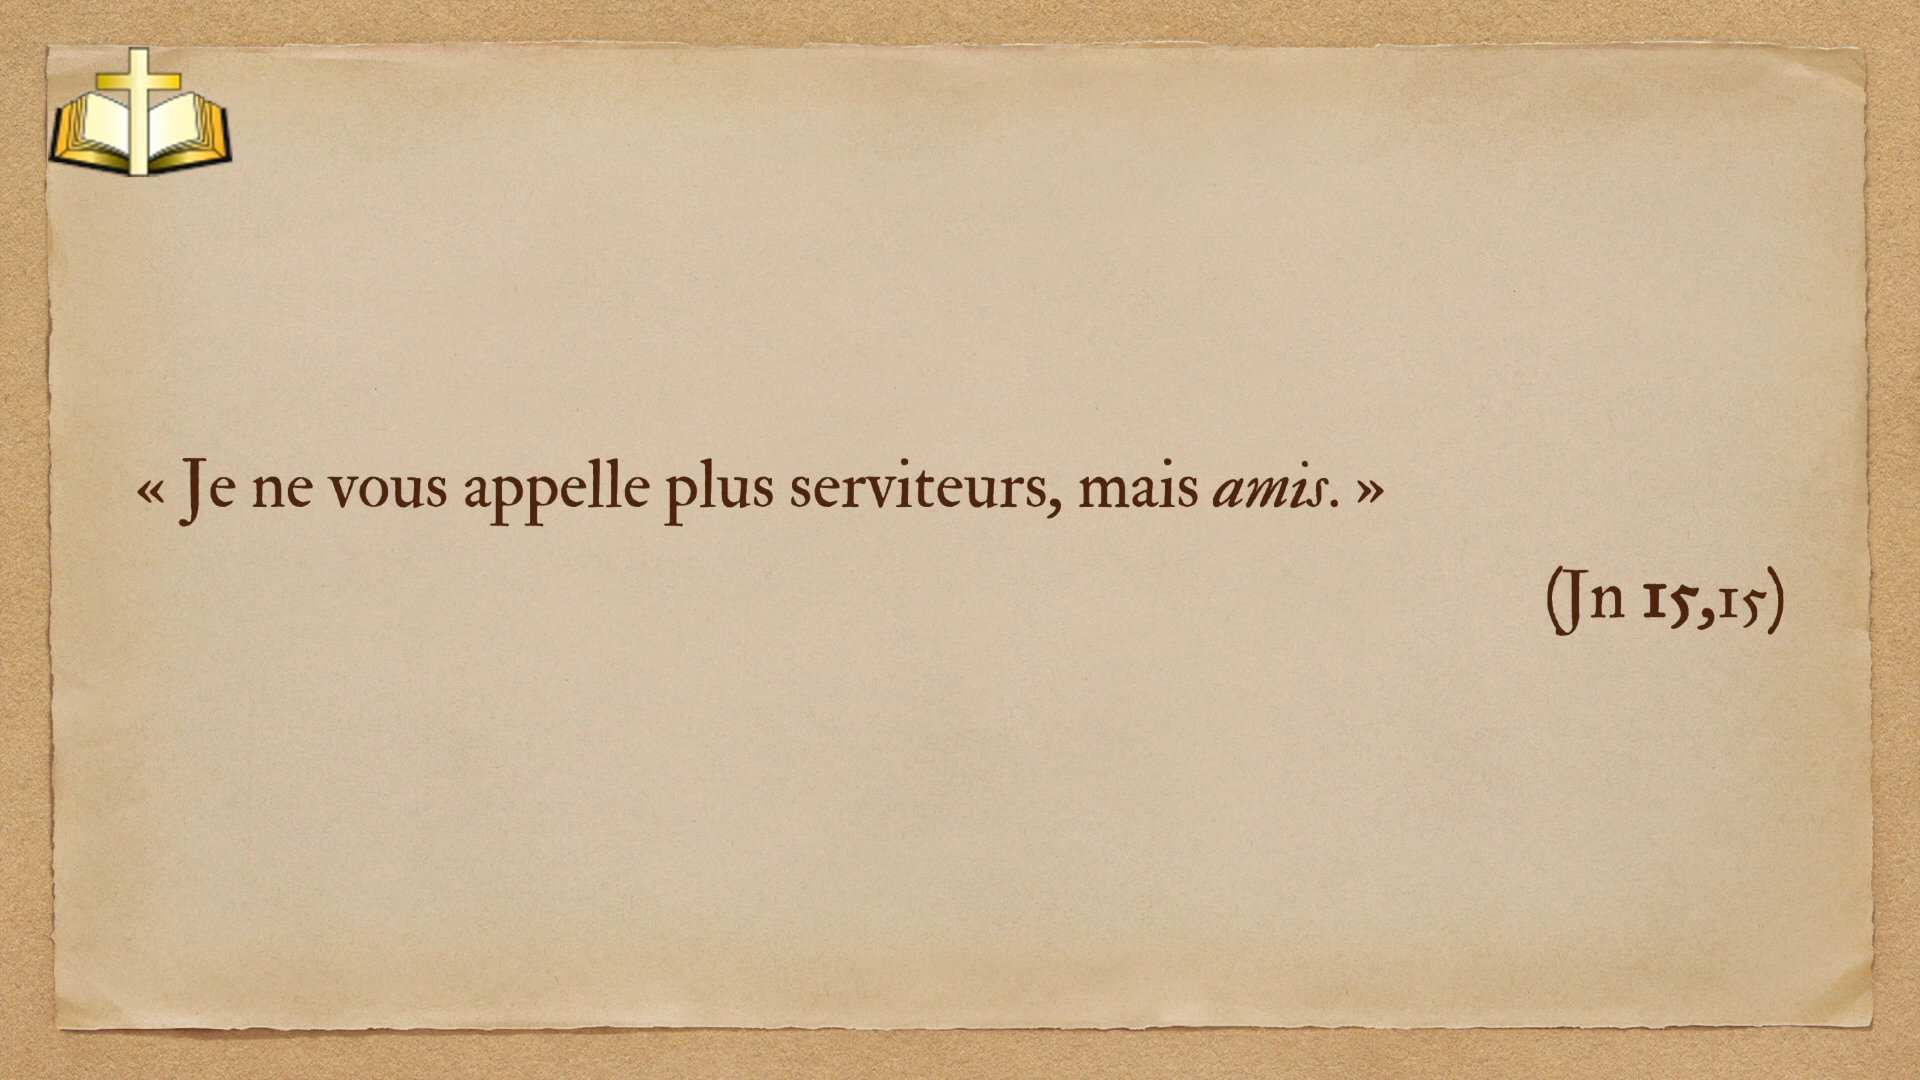 « Je ne vous appelle plus serviteurs, mais amis. »
(Jn 15,15)